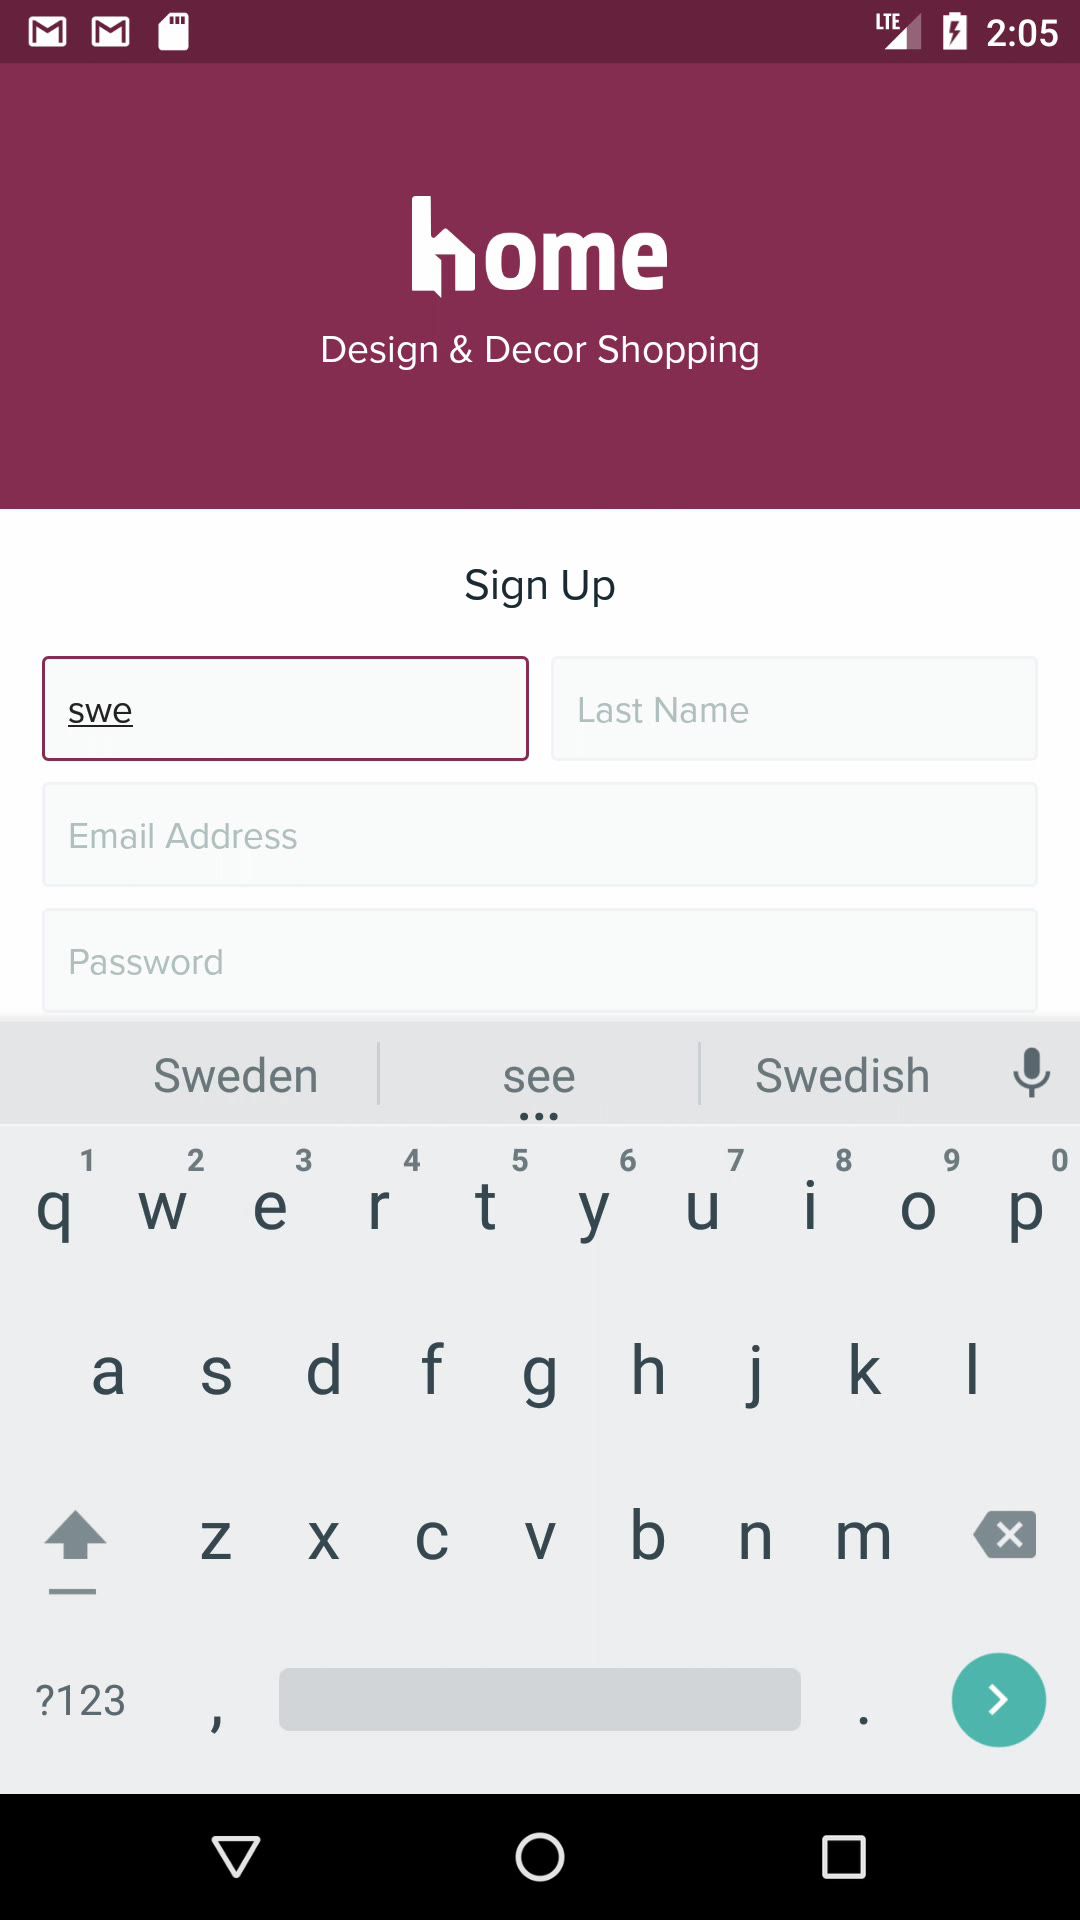 LTE 2:05
home
Design & Decor Shopping
Sign Up
swe Last Name
Email Address
Password
Sweden see Swedish
1 2 3 4 5 6 7 8 9 0
q w e r t y u i o p
a s d f g h j k l
z x c v b n m
?123 , .